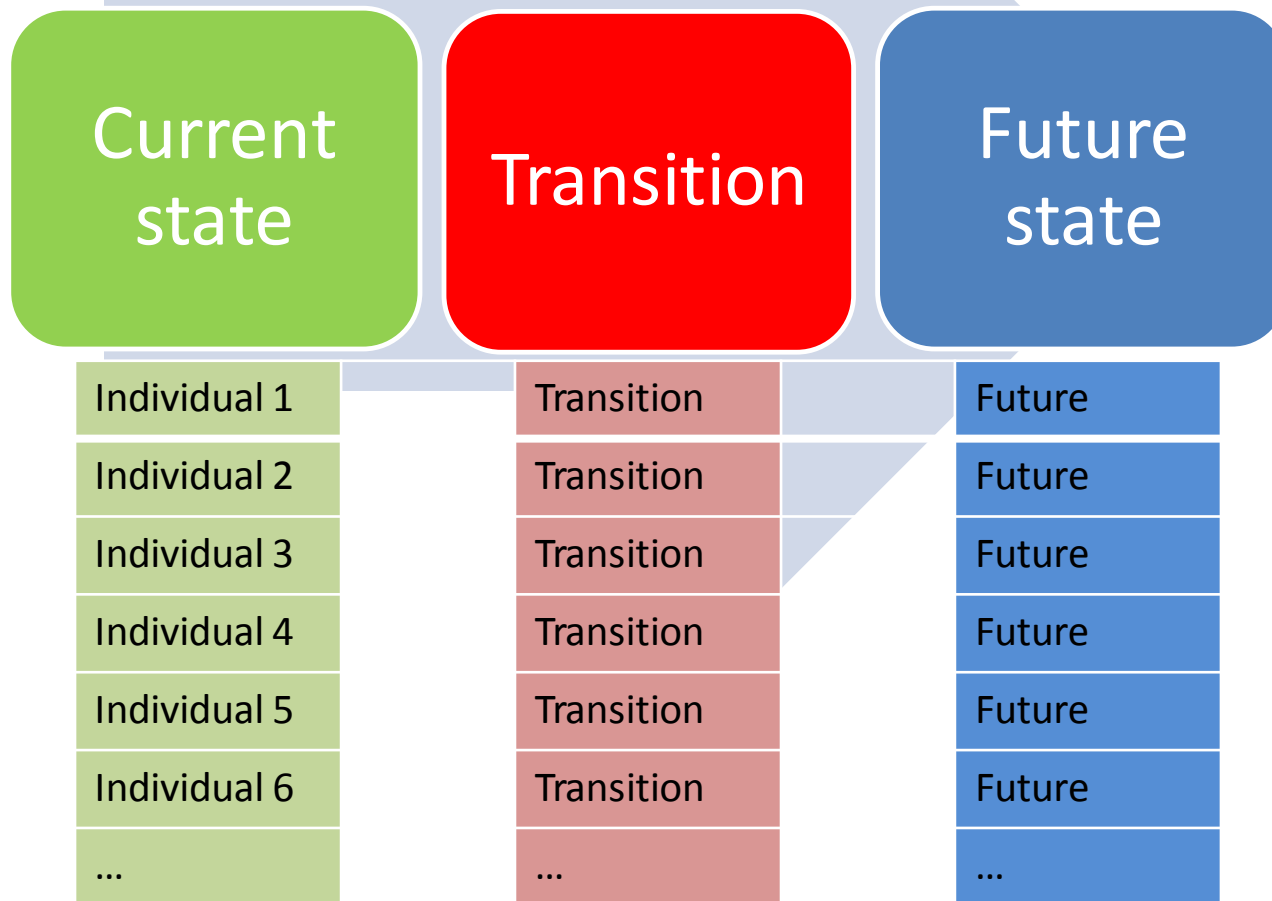 Current
state
Transition
Future
state
Individual 1 Transition Future
Individual 2 Transition Future
Individual 3 Transition Future
Individual 4 Transition Future
Individual 5 Transition Future
Individual 6 Transition Future
... ... ...